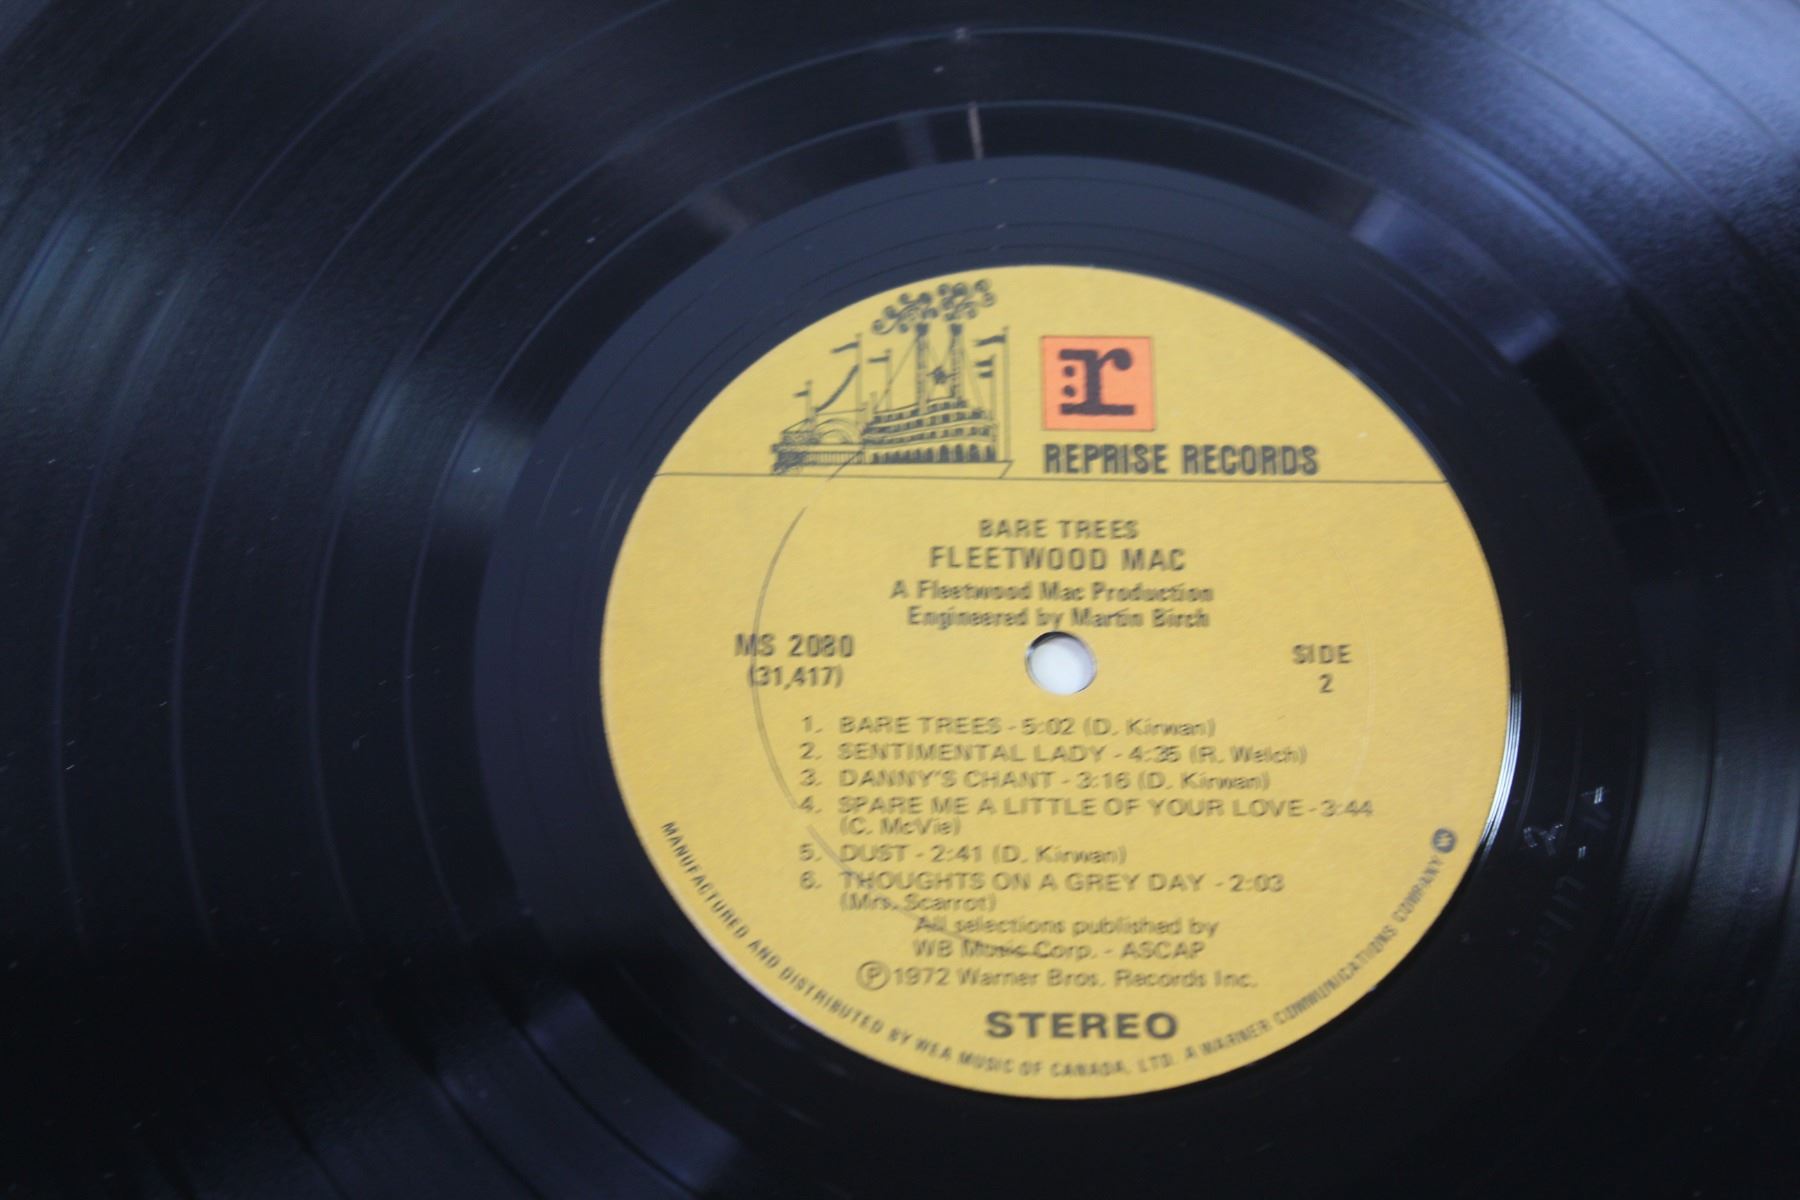 r
REPRISE RECORDS
BARE TREES
FLEETWOOD MAC
A Fleetwood Mac Production
Engineered by Martin Birch
MS 2080
(31,417)
SIDE
2
1. BARE TREES - 5:02 (D. Kirwan)
2. SENTIMENTAL LADY - 4:35 (R. Welch)
3. DANNY'S CHANT - 3:16 (D. Kirwan)
4. SPARE ME A LITTLE OF YOUR LOVE - 3:44
(C. McVie)
5. DUST - 2:41 (D. Kirwan)
6. THOUGHTS ON A GREY DAY - 2:03
(Mrs. Scarrot)
All selections published by
WB Music Corp. - ASCAP
℗1972 Warner Bros. Records Inc.
STEREO
MANUFACTURED AND DISTRIBUTED BY WEA MUSIC OF CANADA, LTD. A WARNER COMMUNICATIONS COMPANY